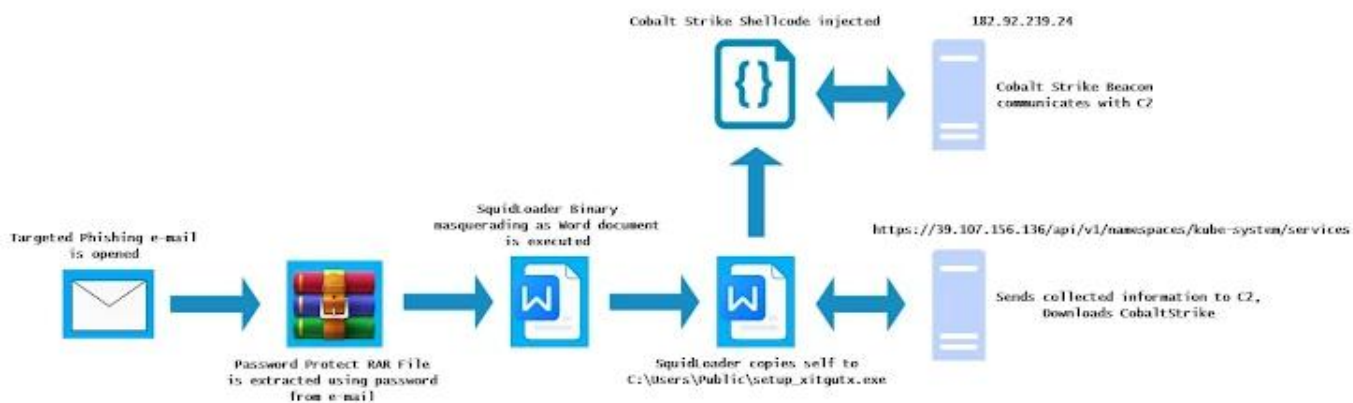 Cobalt Strike Shellcode injected
182.92.239.24
Cobalt Strike Beacon
communicates with C2
Targeted Phishing e-mail
is opened
Password Protect RAR File
is extracted using password
from e-mail
SquidLoader Binary
masquerading as Word document
is executed
SquidLoader copies self to
C:\Users\Public\setup_xitgutx.exe
https://39.107.156.136/api/v1/namespaces/kube-system/services
Sends collected information to C2,
Downloads CobaltStrike